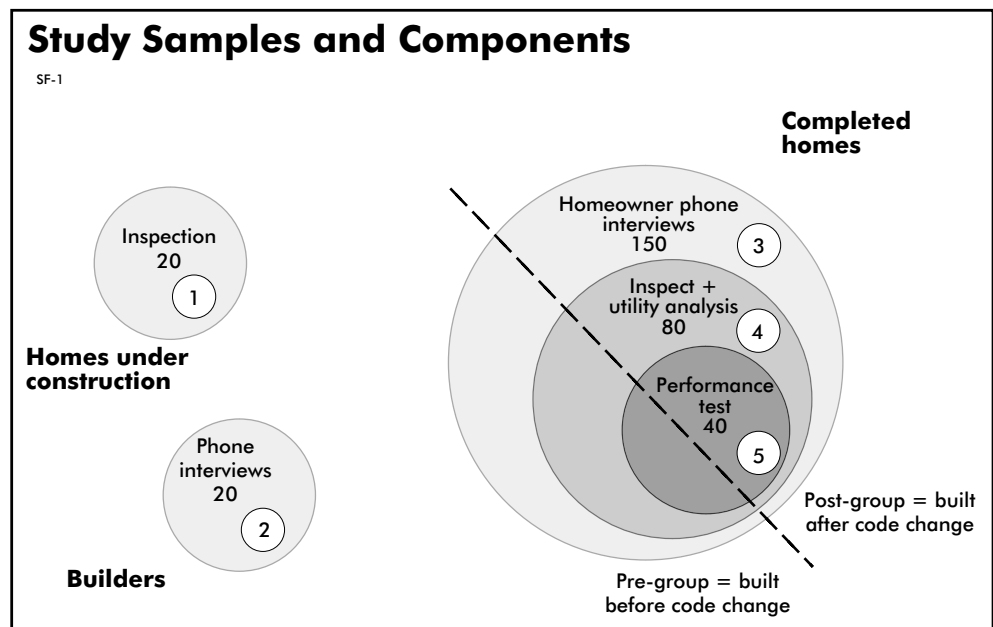 Study Samples and Components
SF-1
Completed
homes
Inspection
20
1
Homes under
construction
Phone
interviews
20
2
Builders
Homeowner phone
interviews
150
3
Inspect +
utility analysis
80
4
Performance
test
40
5
Post-group = built
after code change
Pre-group = built
before code change